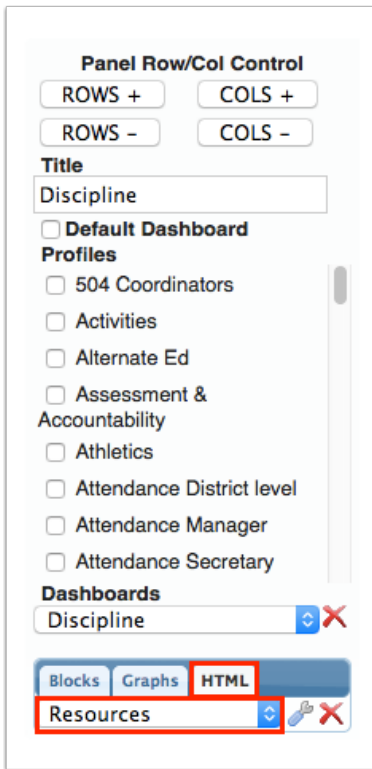 Panel Row/Col Control
ROWS + COLS +
ROWS – COLS –
Title
Discipline
Default Dashboard
Profiles
504 Coordinators
Activities
Alternate Ed
Assessment &
Accountability
Athletics
Attendance District level
Attendance Manager
Attendance Secretary
Dashboards
Discipline
Blocks Graphs HTML
Resources